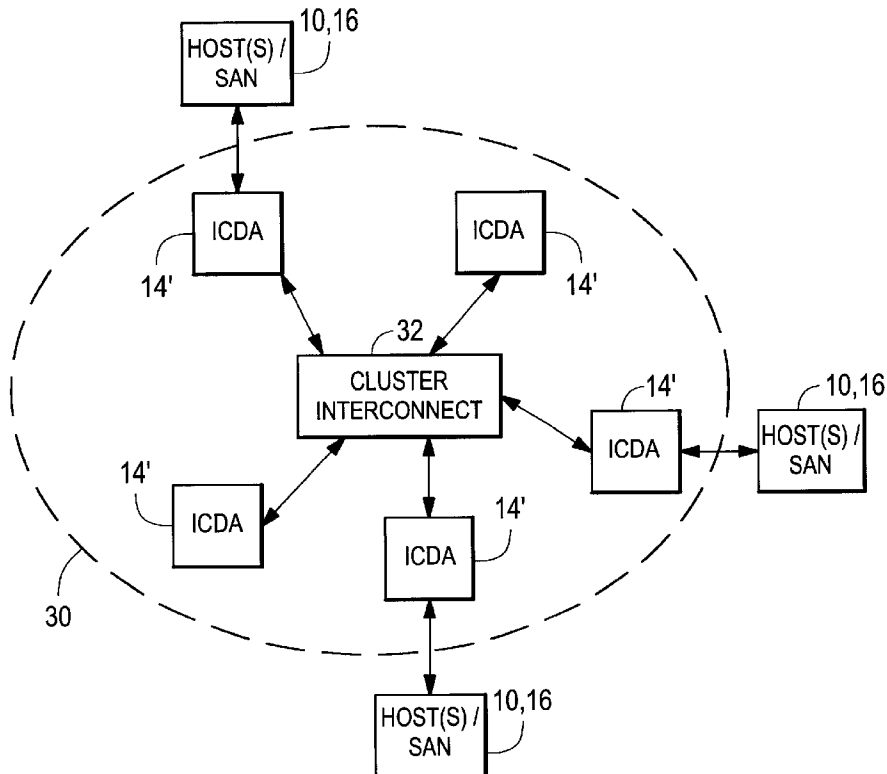 HOST(S) /
SAN
10,16
ICDA
14'
ICDA
14'
32
CLUSTER
INTERCONNECT
14'
ICDA
10,16
HOST(S) /
SAN
14'
ICDA
14'
ICDA
30
HOST(S) /
SAN
10,16